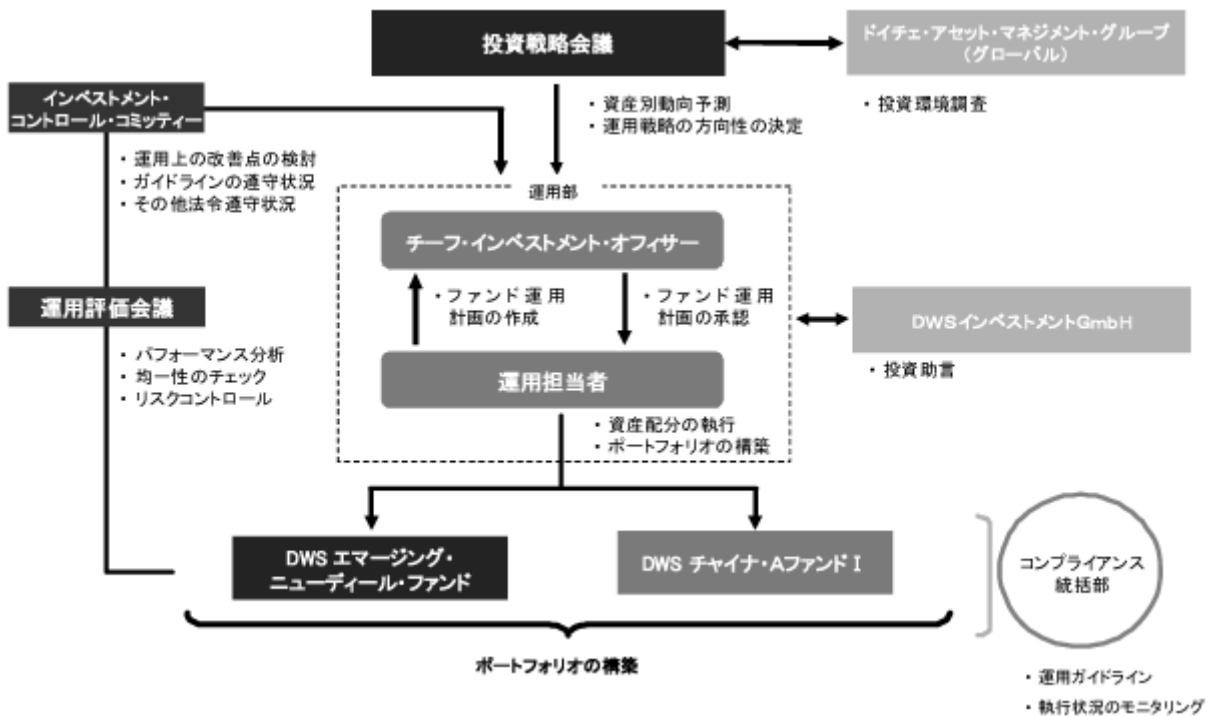 投資戦略会議
ドイチェ・アセット・マネジメント・グループ
(グローバル)
・投資環境調査
・資産別動向予測
・運用戦略の方向性の決定
インベストメント・
コントロール・コミッティー
・運用上の改善点の検討
・ガイドラインの遵守状況
・その他法令遵守状況
運用部
チーフ・インベストメント・オフィサー
・ファンド運用
計画の作成
・ファンド運用
計画の承認
運用評価会議
・パフォーマンス分析
・均一性のチェック
・リスクコントロール
DWSインベストメントGmbH
・投資助言
運用担当者
・資産配分の執行
・ポートフォリオの構築
DWS エマージング・
ニューディール・ファンド
DWS チャイナ・AファンドⅠ
コンプライアンス
統括部
ポートフォリオの構築
・運用ガイドライン
・執行状況のモニタリング